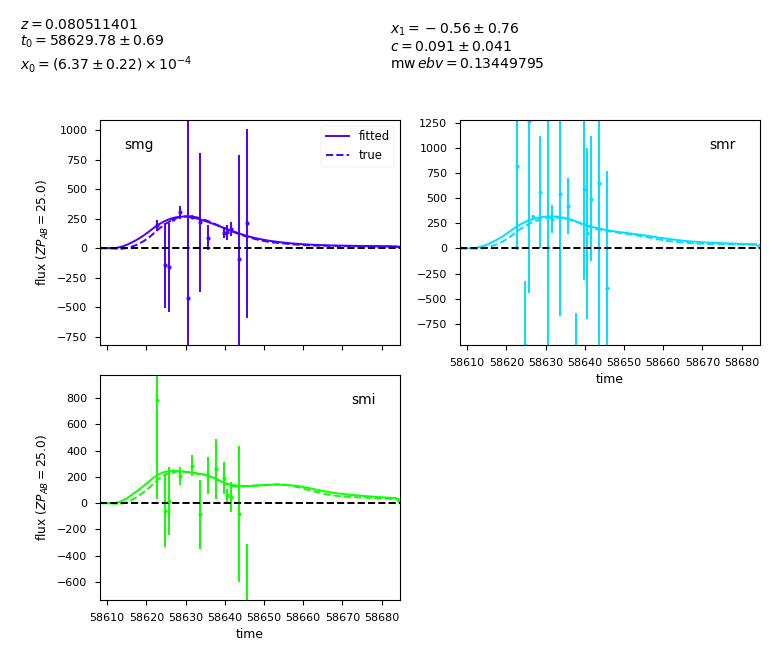 z = 0.080511401
t₀ = 58629.78 ± 0.69
x₀ = (6.37 ± 0.22) × 10⁻⁴
x₁ = −0.56 ± 0.76
c = 0.091 ± 0.041
mw ebv = 0.13449795
smg
fitted
true
1000
750
500
250
0
−250
−500
−750
flux (ZP_AB = 25.0)
smr
1250
1000
750
500
250
0
−250
−500
−750
58610 58620 58630 58640 58650 58660 58670 58680
time
smi
800
600
400
200
0
−200
−400
−600
flux (ZP_AB = 25.0)
58610 58620 58630 58640 58650 58660 58670 58680
time